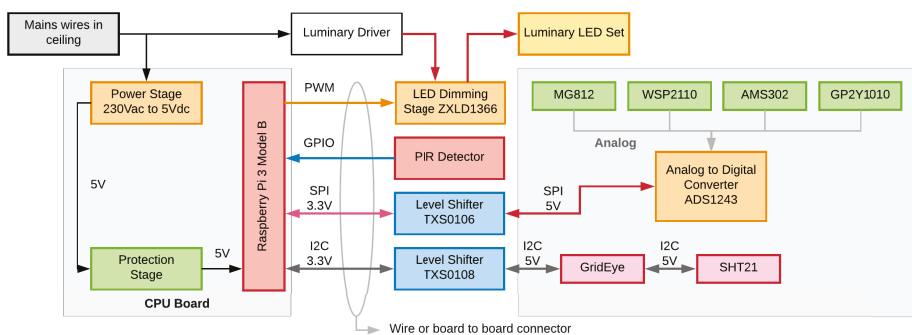 Mains wires in
ceiling
Luminary Driver
Luminary LED Set
Power Stage
230Vac to 5Vdc
PWM
LED Dimming
Stage ZXLD1366
MG812
WSP2110
AMS302
GP2Y1010
Analog
GPIO
PIR Detector
Raspberry Pi 3 Model B
5V
SPI
3.3V
Level Shifter
TXS0106
SPI
5V
Analog to Digital
Converter
ADS1243
Protection
Stage
5V
I2C
3.3V
Level Shifter
TXS0108
I2C
5V
GridEye
I2C
5V
SHT21
CPU Board
Wire or board to board connector